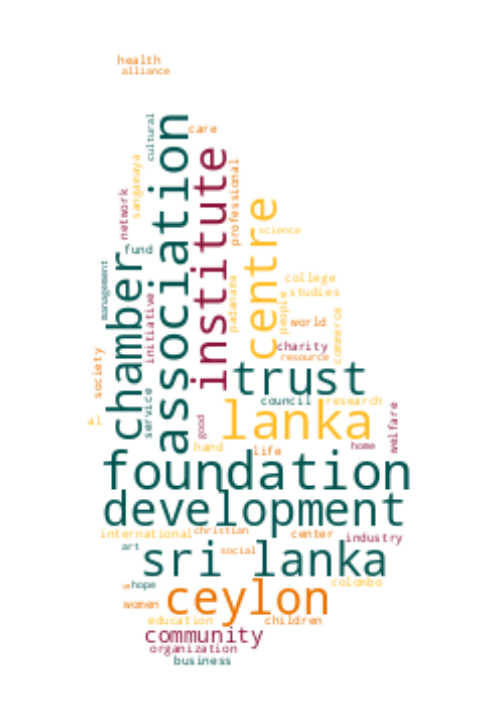 health
alliance
cultural
association
care
institute
sangamaya
professional
network
centre
science
fund
chamber
management
initiative
padanama
college
people
studies
commerce
world
charity
resource
society
trust
service
council
research
al
good
lanka
welfare
hand
life
home
foundation
development
international
christian
center
industry
art
social
sri lanka
hope
colombo
women
ceylon
education
children
community
organization
business